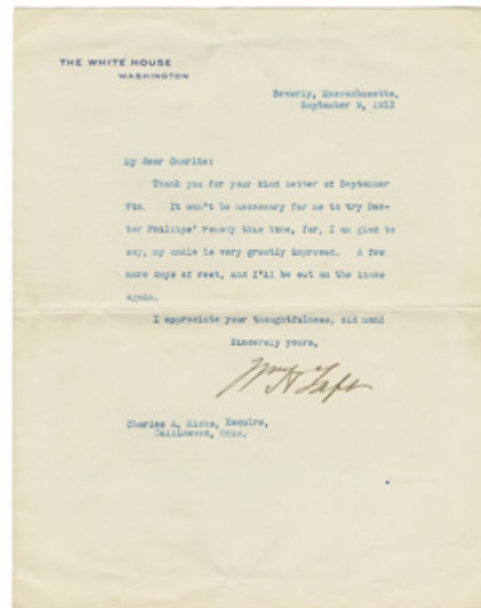 THE WHITE HOUSE
WASHINGTON
Beverly, Massachusetts,
September 9, 1912
My dear Charlie:
Thank you for your kind letter of September
7th. It won't be necessary for me to try Doc-
tor Phillips' remedy this time, for, I am glad to
say, my ankle is very greatly improved. A few
more days of rest, and I'll be out on the links
again.
I appreciate your thoughtfulness, old man!
Sincerely yours,
Wm H Taft
Charles A. Hicks, Esquire,
Ohio.